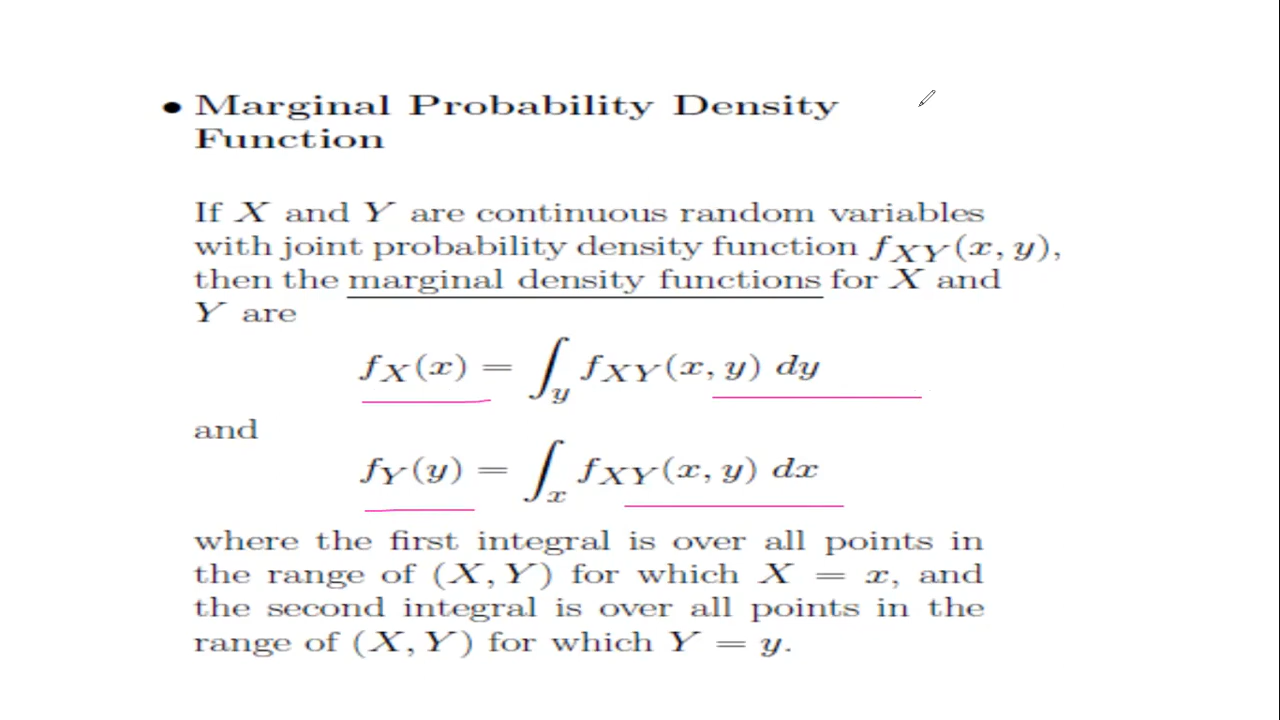 • Marginal Probability Density
Function
If X and Y are continuous random variables
with joint probability density function f_{XY}(x, y),
then the marginal density functions for X and
Y are
f_X(x) = ∫_y f_{XY}(x, y) dy
and
f_Y(y) = ∫_x f_{XY}(x, y) dx
where the first integral is over all points in
the range of (X, Y) for which X = x, and
the second integral is over all points in the
range of (X, Y) for which Y = y.